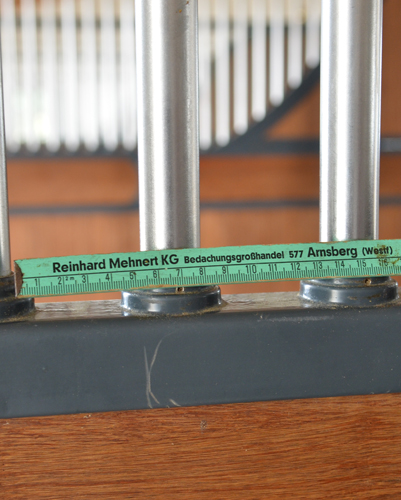 Reinhard Mehnert KG Bedachungsgroßhandel 577 Arnsberg (Westf)
1 2 3 4 5 6 7 8 9 10 11 12 13 14 15 16